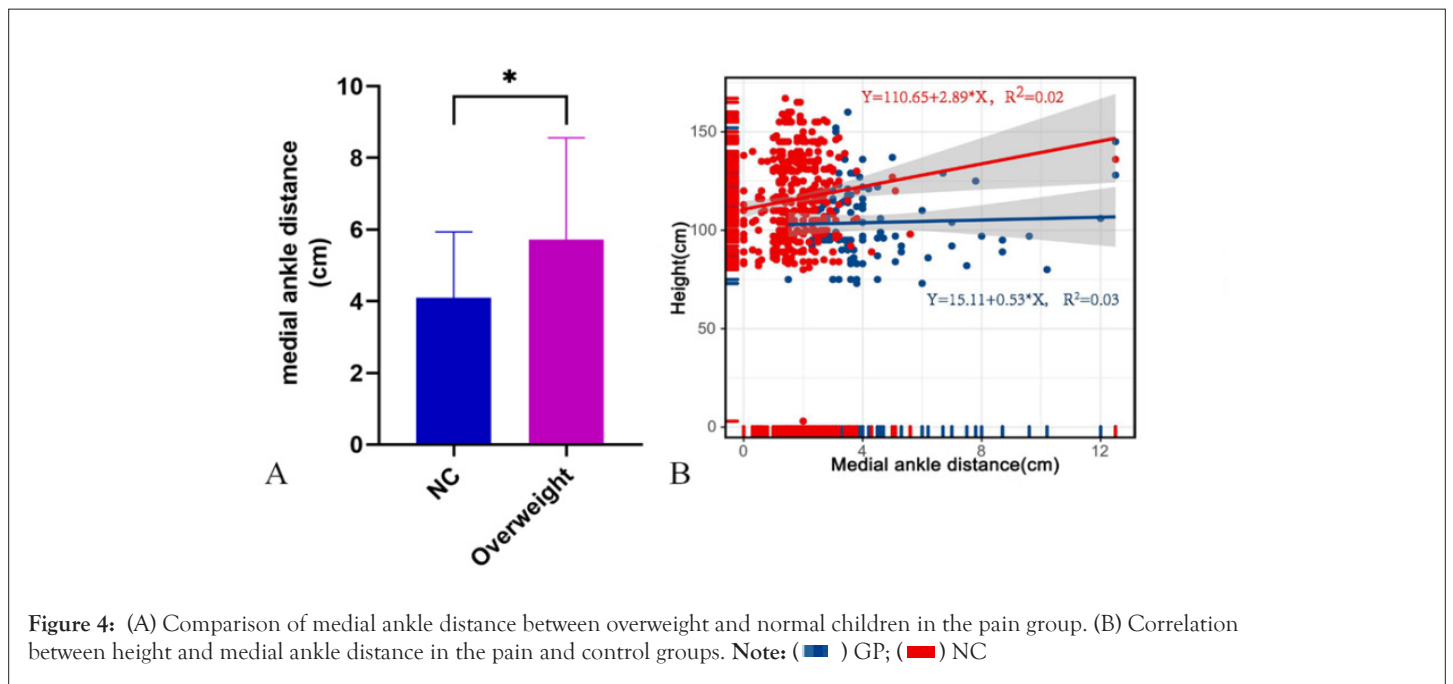 10
8
6
4
2
0
medial ankle distance
(cm)
*
NC
Overweight
A
Y=110.65+2.89*X, R²=0.02
Y=15.11+0.53*X, R²=0.03
150
100
50
0
Height(cm)
0
4
8
12
Medial ankle distance(cm)
B
Figure 4: (A) Comparison of medial ankle distance between overweight and normal children in the pain group. (B) Correlation
between height and medial ankle distance in the pain and control groups. Note: ( ) GP; ( ) NC